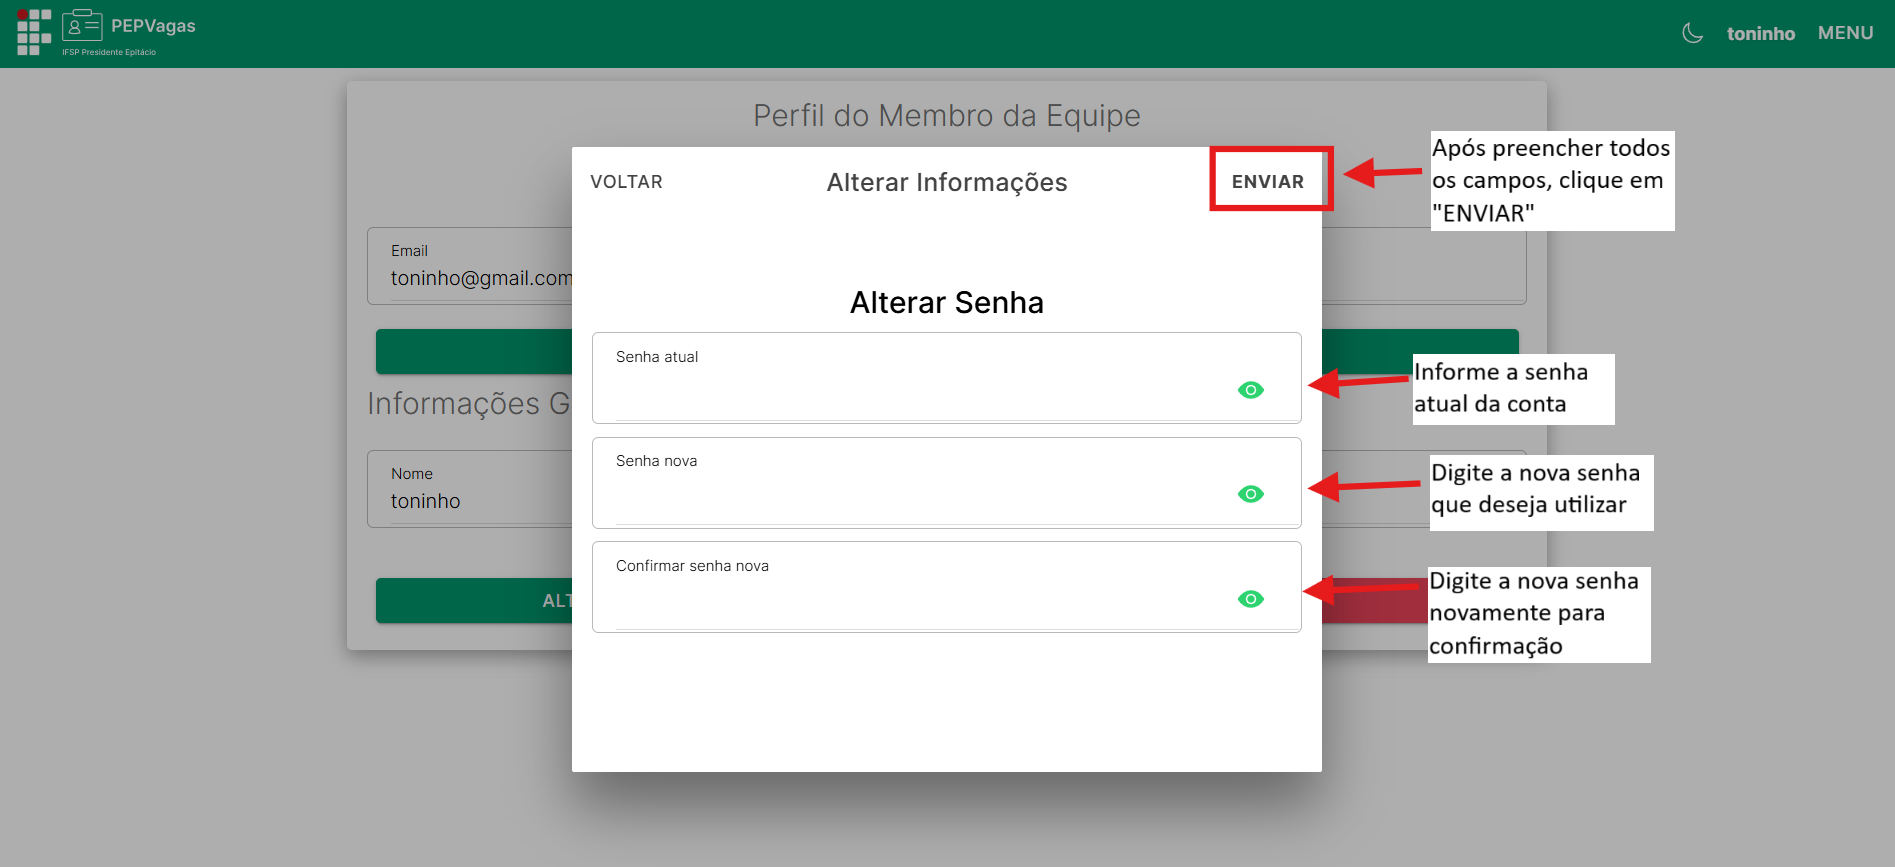 PEPVagas
IFSP Presidente Epitácio
toninho
MENU
Perfil do Membro da Equipe
VOLTAR
Alterar Informações
ENVIAR
Após preencher todos
os campos, clique em
"ENVIAR"
Email
toninho@gmail.com
Alterar Senha
Senha atual
Informe a senha
atual da conta
Informações G
Senha nova
Digite a nova senha
que deseja utilizar
Nome
toninho
Confirmar senha nova
Digite a nova senha
novamente para
confirmação
ALT